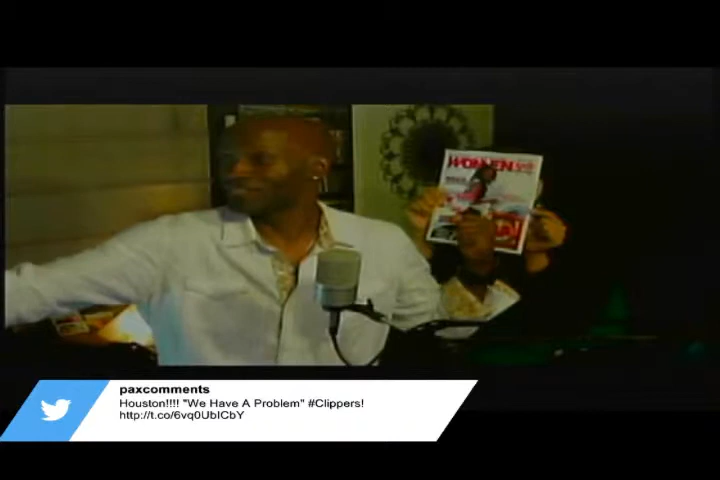 WOMEN
paxcomments
Houston!!!! "We Have A Problem" #Clippers!
http://t.co/6vq0UbICbY